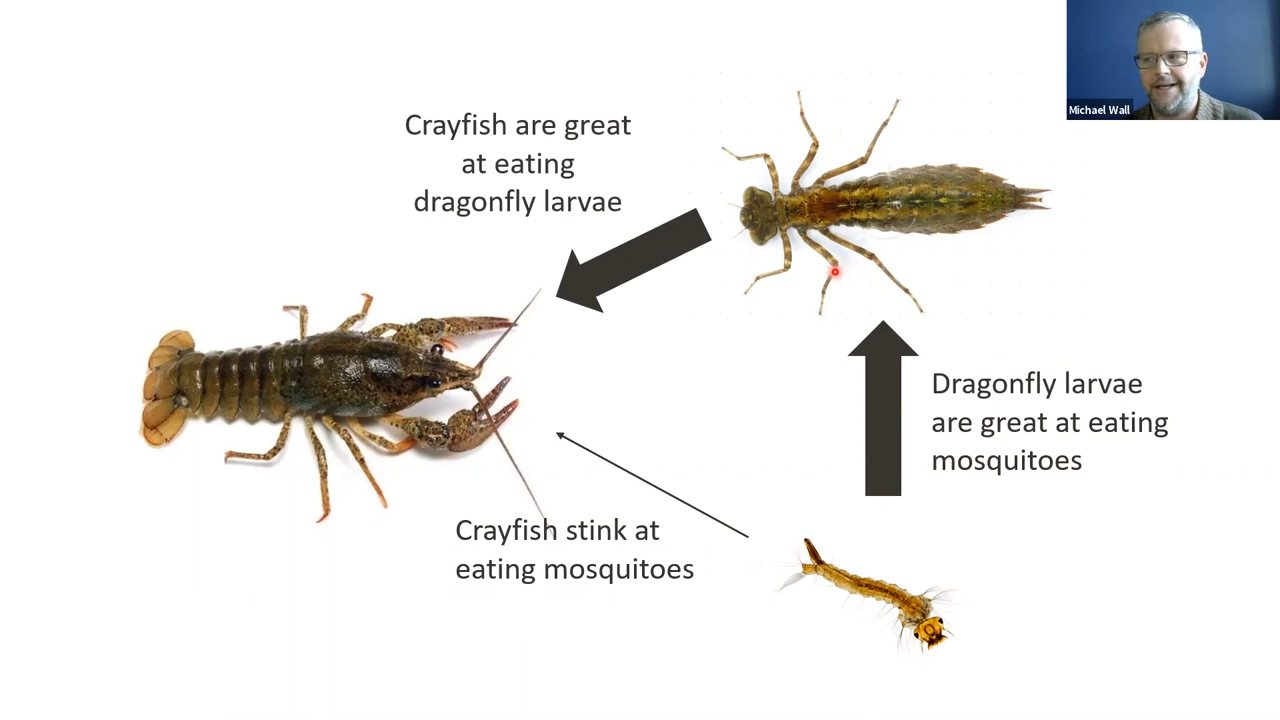 Michael Wall
Crayfish are great
at eating
dragonfly larvae
Dragonfly larvae
are great at eating
mosquitoes
Crayfish stink at
eating mosquitoes